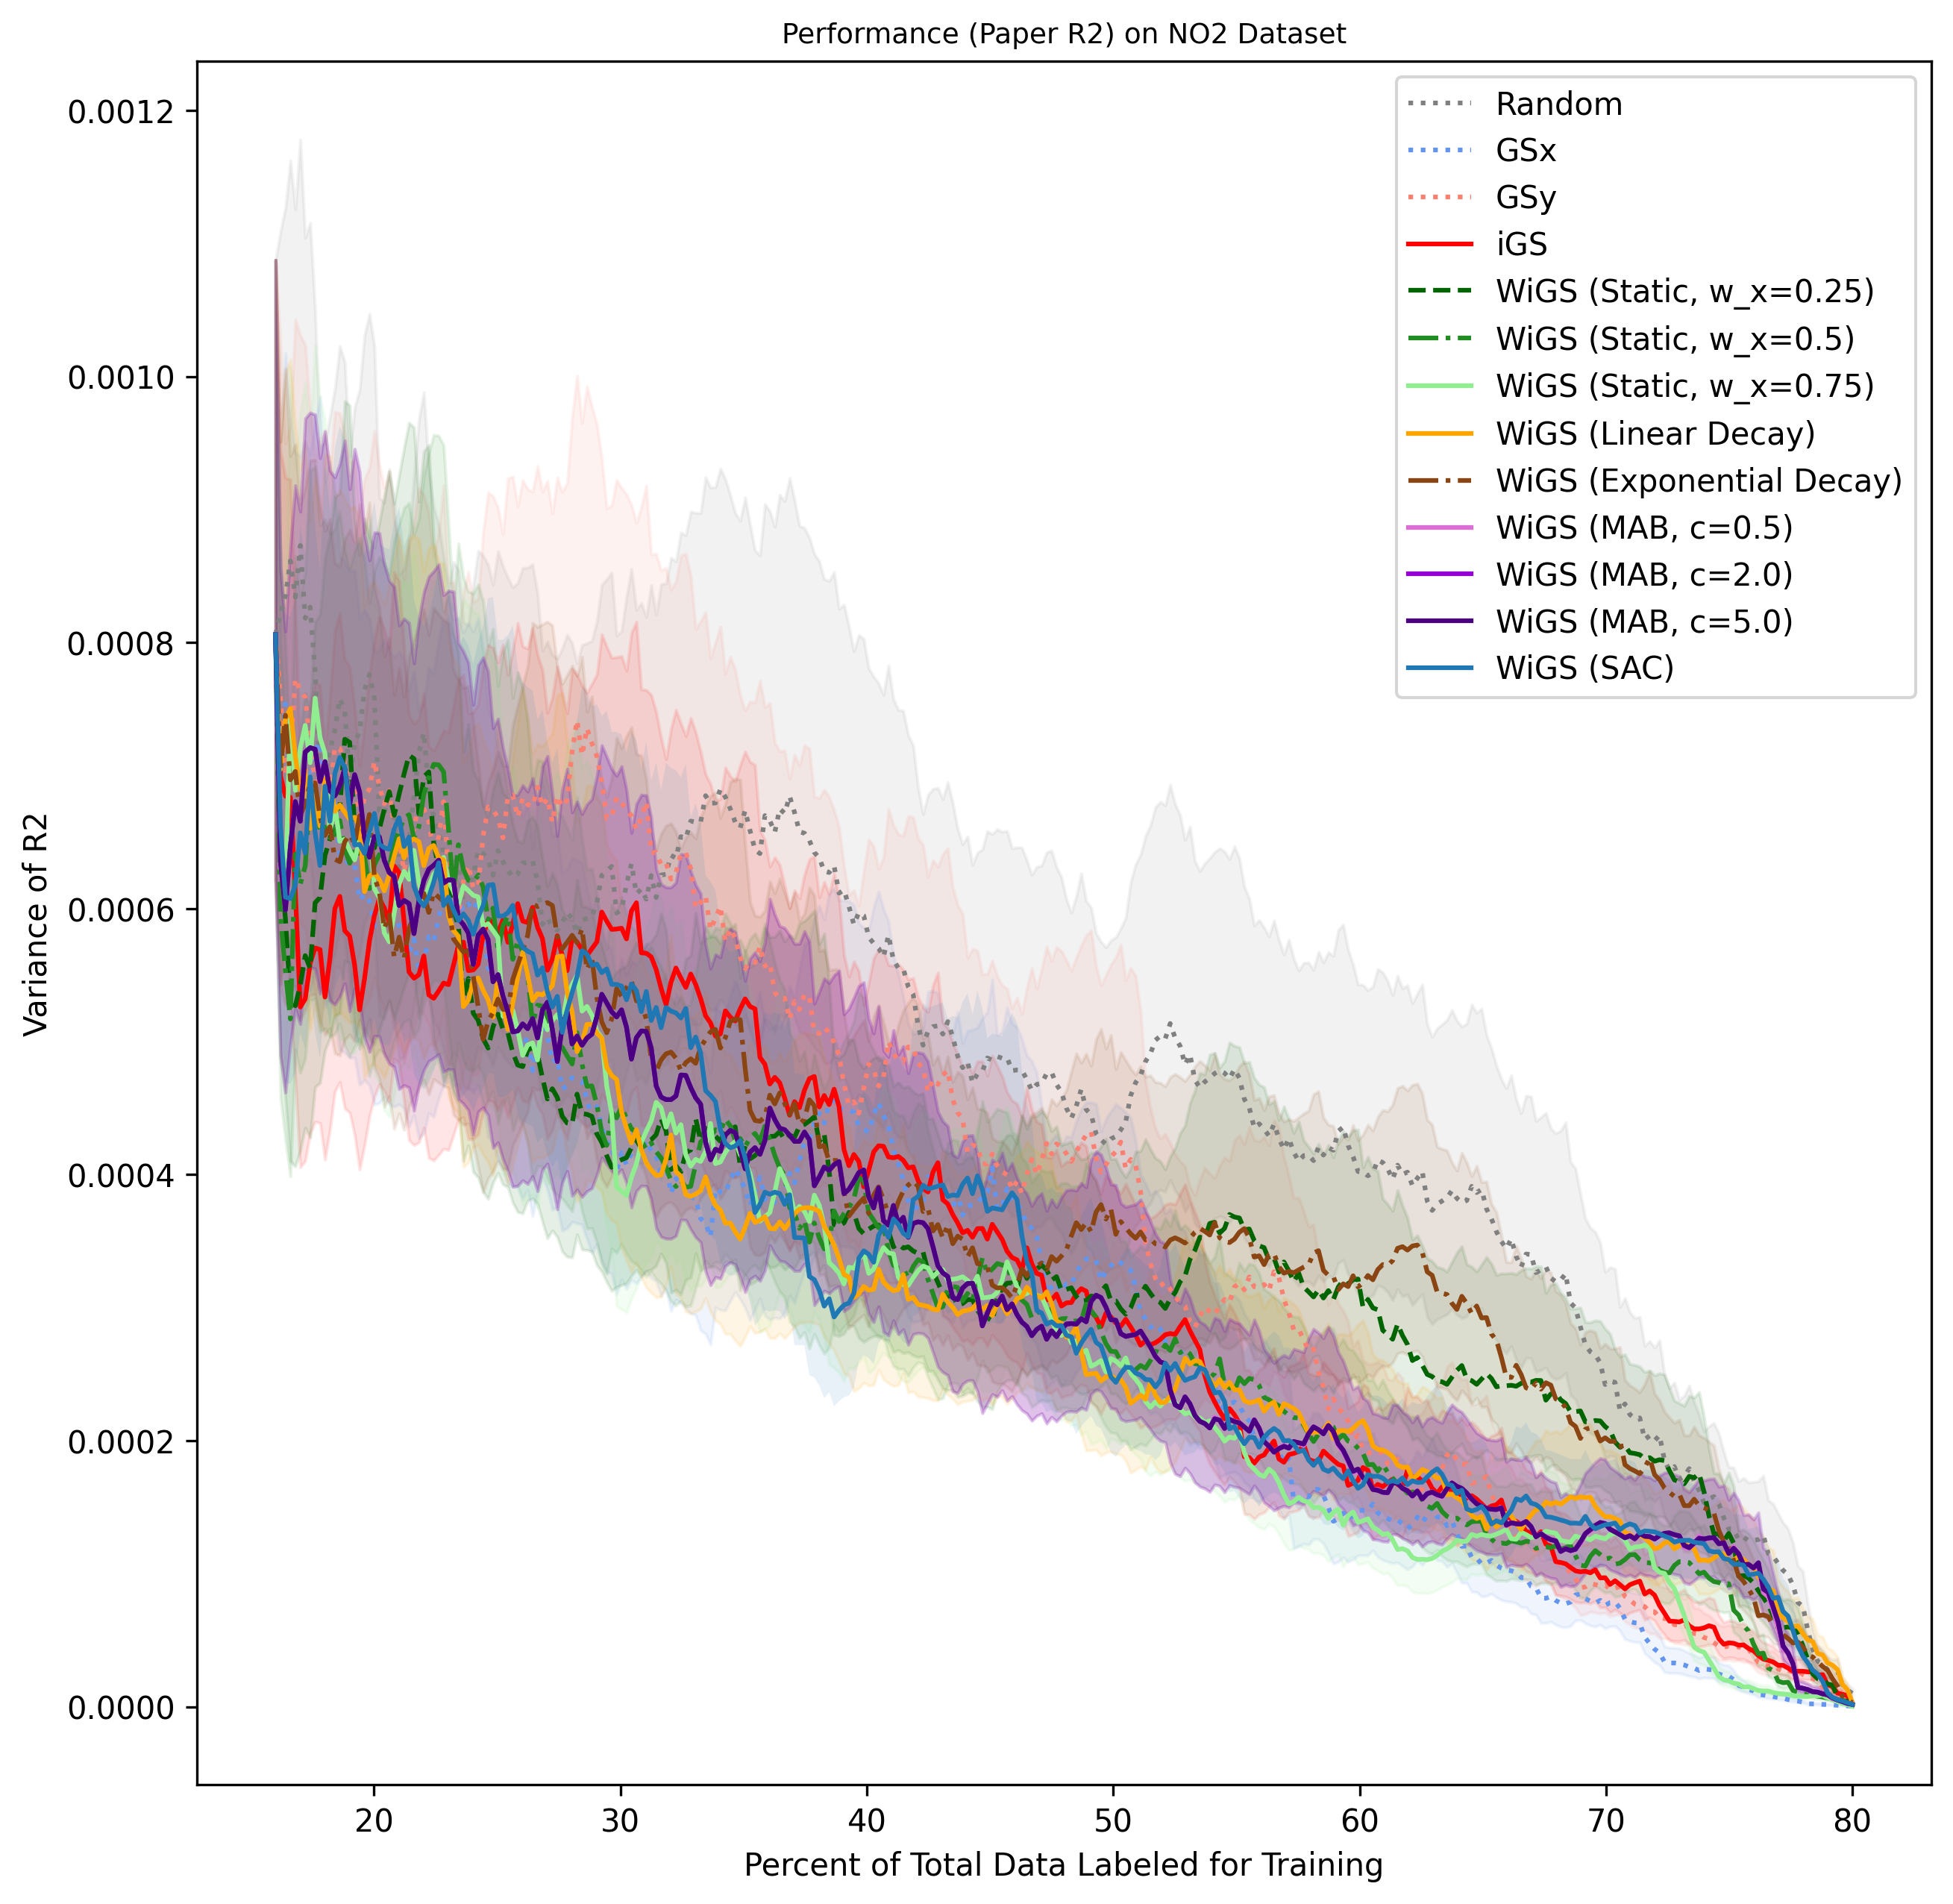 Performance (Paper R2) on NO2 Dataset
0.0012
0.0010
0.0008
0.0006
0.0004
0.0002
0.0000
Variance of R2
20
30
40
50
60
70
80
Percent of Total Data Labeled for Training
Random
GSx
GSy
iGS
WiGS (Static, w_x=0.25)
WiGS (Static, w_x=0.5)
WiGS (Static, w_x=0.75)
WiGS (Linear Decay)
WiGS (Exponential Decay)
WiGS (MAB, c=0.5)
WiGS (MAB, c=2.0)
WiGS (MAB, c=5.0)
WiGS (SAC)